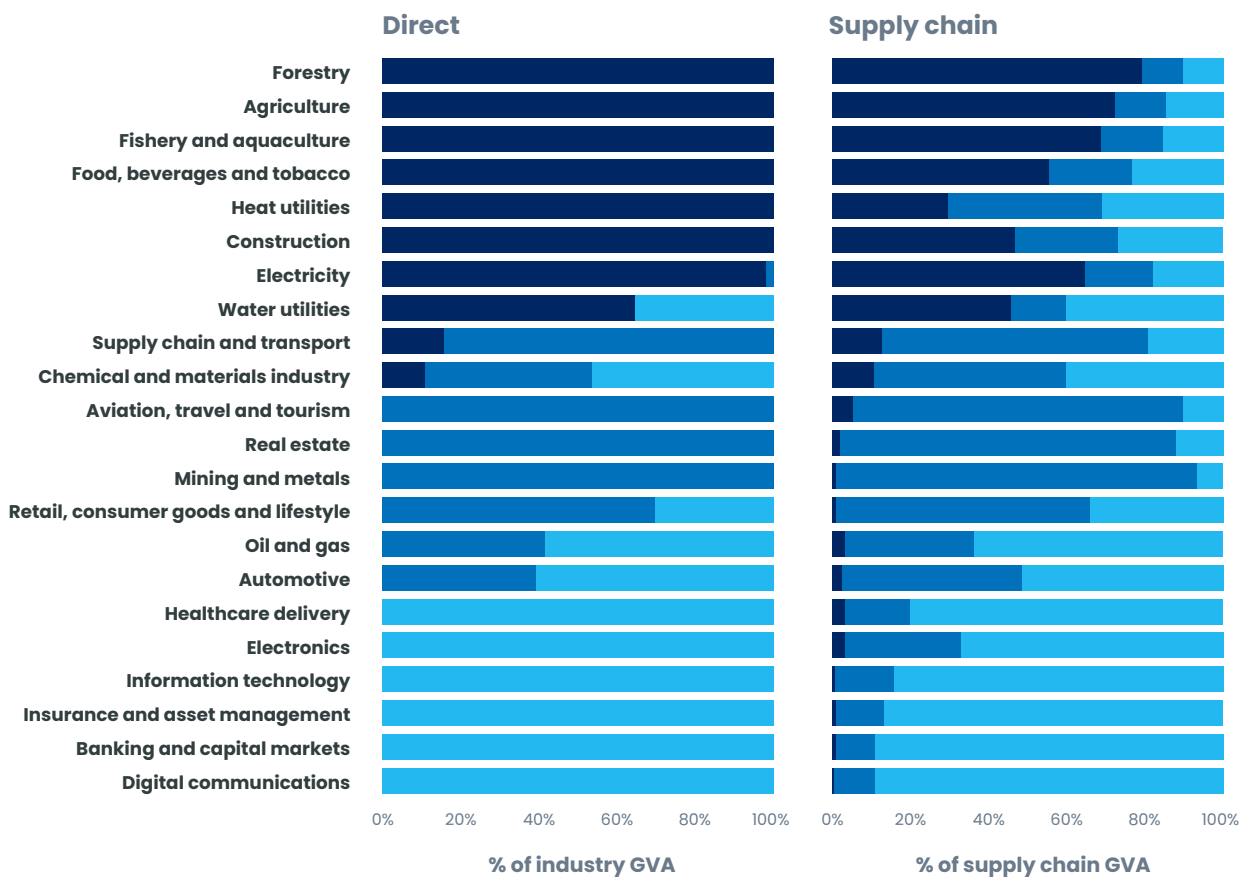 Direct
Supply chain
Forestry
Agriculture
Fishery and aquaculture
Food, beverages and tobacco
Heat utilities
Construction
Electricity
Water utilities
Supply chain and transport
Chemical and materials industry
Aviation, travel and tourism
Real estate
Mining and metals
Retail, consumer goods and lifestyle
Oil and gas
Automotive
Healthcare delivery
Electronics
Information technology
Insurance and asset management
Banking and capital markets
Digital communications
0% 20% 40% 60% 80% 100%
0% 20% 40% 60% 80% 100%
% of industry GVA
% of supply chain GVA